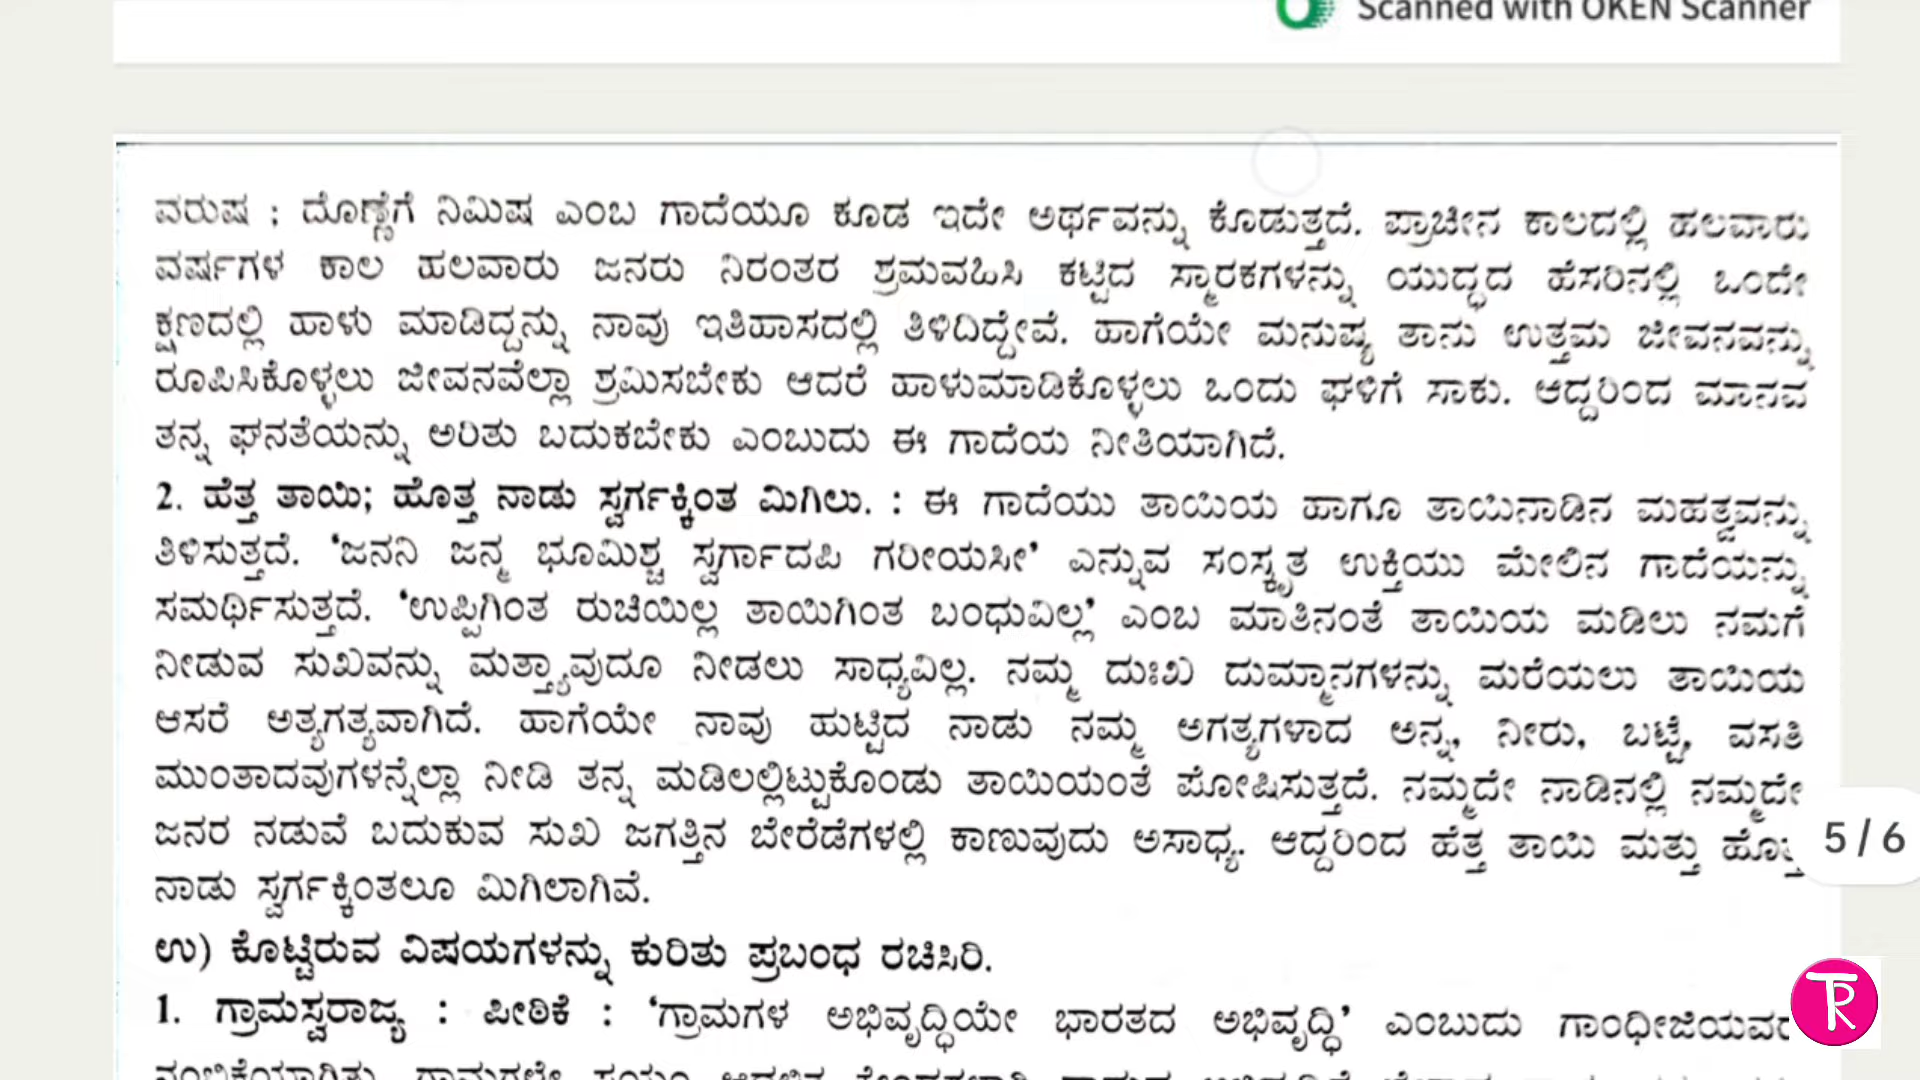 Scanned with OKEN Scanner
ವರುಷ ; ದೊಣ್ಣೆಗೆ ನಿಮಿಷ ಎಂಬ ಗಾದೆಯೂ ಕೂಡ ಇದೇ ಅರ್ಥವನ್ನು ಕೊಡುತ್ತದೆ. ಪ್ರಾಚೀನ ಕಾಲದಲ್ಲಿ ಹಲವಾರು
ವರ್ಷಗಳ ಕಾಲ ಹಲವಾರು ಜನರು ನಿರಂತರ ಶ್ರಮವಹಿಸಿ ಕಟ್ಟಿದ ಸ್ಮಾರಕಗಳನ್ನು ಯುದ್ಧದ ಹೆಸರಿನಲ್ಲಿ ಒಂದೇ
ಕ್ಷಣದಲ್ಲಿ ಹಾಳು ಮಾಡಿದ್ದನ್ನು ನಾವು ಇತಿಹಾಸದಲ್ಲಿ ತಿಳಿದಿದ್ದೇವೆ. ಹಾಗೆಯೇ ಮನುಷ್ಯ ತಾನು ಉತ್ತಮ ಜೀವನವನ್ನು
ರೂಪಿಸಿಕೊಳ್ಳಲು ಜೀವನವೆಲ್ಲಾ ಶ್ರಮಿಸಬೇಕು ಆದರೆ ಹಾಳುಮಾಡಿಕೊಳ್ಳಲು ಒಂದು ಘಳಿಗೆ ಸಾಕು. ಆದ್ದರಿಂದ ಮಾನವ
ತನ್ನ ಘನತೆಯನ್ನು ಅರಿತು ಬದುಕಬೇಕು ಎಂಬುದು ಈ ಗಾದೆಯ ನೀತಿಯಾಗಿದೆ.
2. ಹೆತ್ತ ತಾಯಿ; ಹೊತ್ತ ನಾಡು ಸ್ವರ್ಗಕ್ಕಿಂತ ಮಿಗಿಲು. : ಈ ಗಾದೆಯು ತಾಯಿಯ ಹಾಗೂ ತಾಯಿನಾಡಿನ ಮಹತ್ವವನ್ನು
ತಿಳಿಸುತ್ತದೆ. 'ಜನನಿ ಜನ್ಮ ಭೂಮಿಶ್ಚ ಸ್ವರ್ಗಾದಪಿ ಗರೀಯಸೀ' ಎನ್ನುವ ಸಂಸ್ಕೃತ ಉಕ್ತಿಯು ಮೇಲಿನ ಗಾದೆಯನ್ನು
ಸಮರ್ಥಿಸುತ್ತದೆ. 'ಉಪ್ಪಿಗಿಂತ ರುಚಿಯಿಲ್ಲ ತಾಯಿಗಿಂತ ಬಂಧುವಿಲ್ಲ' ಎಂಬ ಮಾತಿನಂತೆ ತಾಯಿಯ ಮಡಿಲು ನಮಗೆ
ನೀಡುವ ಸುಖವನ್ನು ಮತ್ತ್ಯಾವುದೂ ನೀಡಲು ಸಾಧ್ಯವಿಲ್ಲ. ನಮ್ಮ ದುಃಖ ದುಮ್ಮಾನಗಳನ್ನು ಮರೆಯಲು ತಾಯಿಯ
ಆಸರೆ ಅತ್ಯಗತ್ಯವಾಗಿದೆ. ಹಾಗೆಯೇ ನಾವು ಹುಟ್ಟಿದ ನಾಡು ನಮ್ಮ ಅಗತ್ಯಗಳಾದ ಅನ್ನ, ನೀರು, ಬಟ್ಟೆ, ವಸತಿ
ಮುಂತಾದವುಗಳನ್ನೆಲ್ಲಾ ನೀಡಿ ತನ್ನ ಮಡಿಲಲ್ಲಿಟ್ಟುಕೊಂಡು ತಾಯಿಯಂತೆ ಪೋಷಿಸುತ್ತದೆ. ನಮ್ಮದೇ ನಾಡಿನಲ್ಲಿ ನಮ್ಮದೇ
ಜನರ ನಡುವೆ ಬದುಕುವ ಸುಖ ಜಗತ್ತಿನ ಬೇರೆಡೆಗಳಲ್ಲಿ ಕಾಣುವುದು ಅಸಾಧ್ಯ. ಆದ್ದರಿಂದ ಹೆತ್ತ ತಾಯಿ ಮತ್ತು ಹೊತ್ತ
5 / 6
ನಾಡು ಸ್ವರ್ಗಕ್ಕಿಂತಲೂ ಮಿಗಿಲಾಗಿವೆ.
ಉ) ಕೊಟ್ಟಿರುವ ವಿಷಯಗಳನ್ನು ಕುರಿತು ಪ್ರಬಂಧ ರಚಿಸಿರಿ.
1. ಗ್ರಾಮಸ್ವರಾಜ್ಯ : ಪೀಠಿಕೆ : 'ಗ್ರಾಮಗಳ ಅಭಿವೃದ್ಧಿಯೇ ಭಾರತದ ಅಭಿವೃದ್ಧಿ' ಎಂಬುದು ಗಾಂಧೀಜಿಯವರ